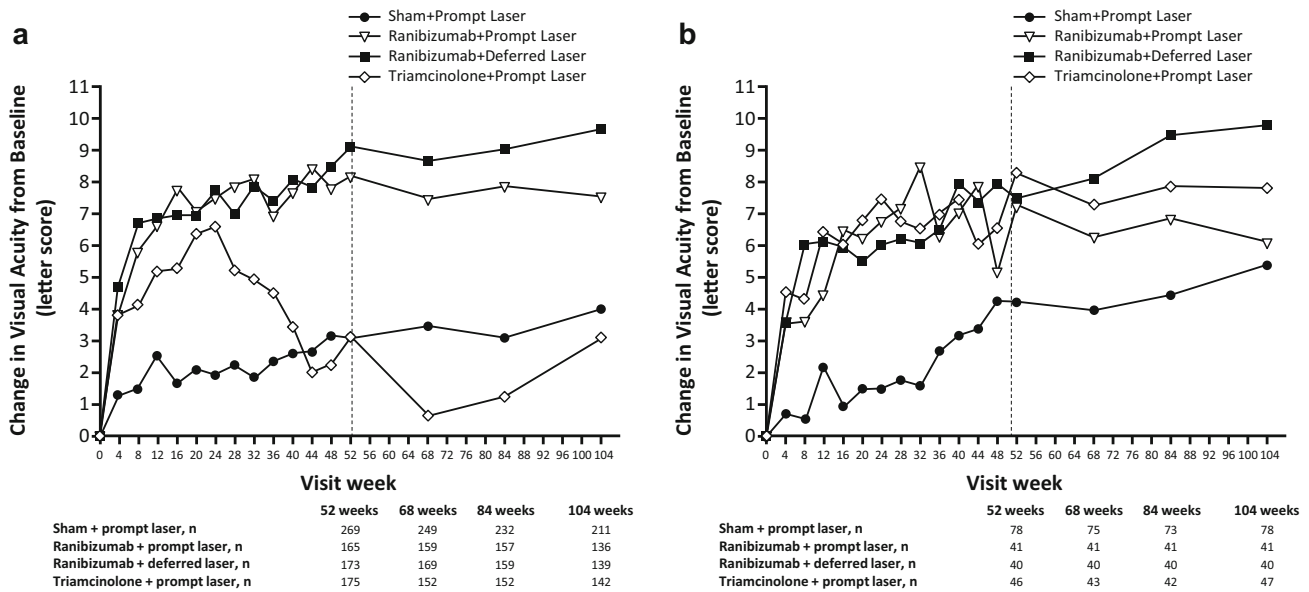 a
Sham+Prompt Laser
Ranibizumab+Prompt Laser
Ranibizumab+Deferred Laser
Triamcinolone+Prompt Laser
Change in Visual Acuity from Baseline
(letter score)
11
10
9
8
7
6
5
4
3
2
1
0
0 4 8 12 16 20 24 28 32 36 40 44 48 52 56 60 64 68 72 76 80 84 88 92 96 100 104
Visit week
52 weeks 68 weeks 84 weeks 104 weeks
Sham + prompt laser, n 269 249 232 211
Ranibizumab + prompt laser, n 165 159 157 136
Ranibizumab + deferred laser, n 173 169 159 139
Triamcinolone + prompt laser, n 175 152 152 142
b
Sham+Prompt Laser
Ranibizumab+Prompt Laser
Ranibizumab+Deferred Laser
Triamcinolone+Prompt Laser
Change in Visual Acuity from Baseline
(letter score)
11
10
9
8
7
6
5
4
3
2
1
0
0 4 8 12 16 20 24 28 32 36 40 44 48 52 56 60 64 68 72 76 80 84 88 92 96 100 104
Visit week
52 weeks 68 weeks 84 weeks 104 weeks
Sham + prompt laser, n 78 75 73 78
Ranibizumab + prompt laser, n 41 41 41 41
Ranibizumab + deferred laser, n 40 40 40 40
Triamcinolone + prompt laser, n 46 43 42 47